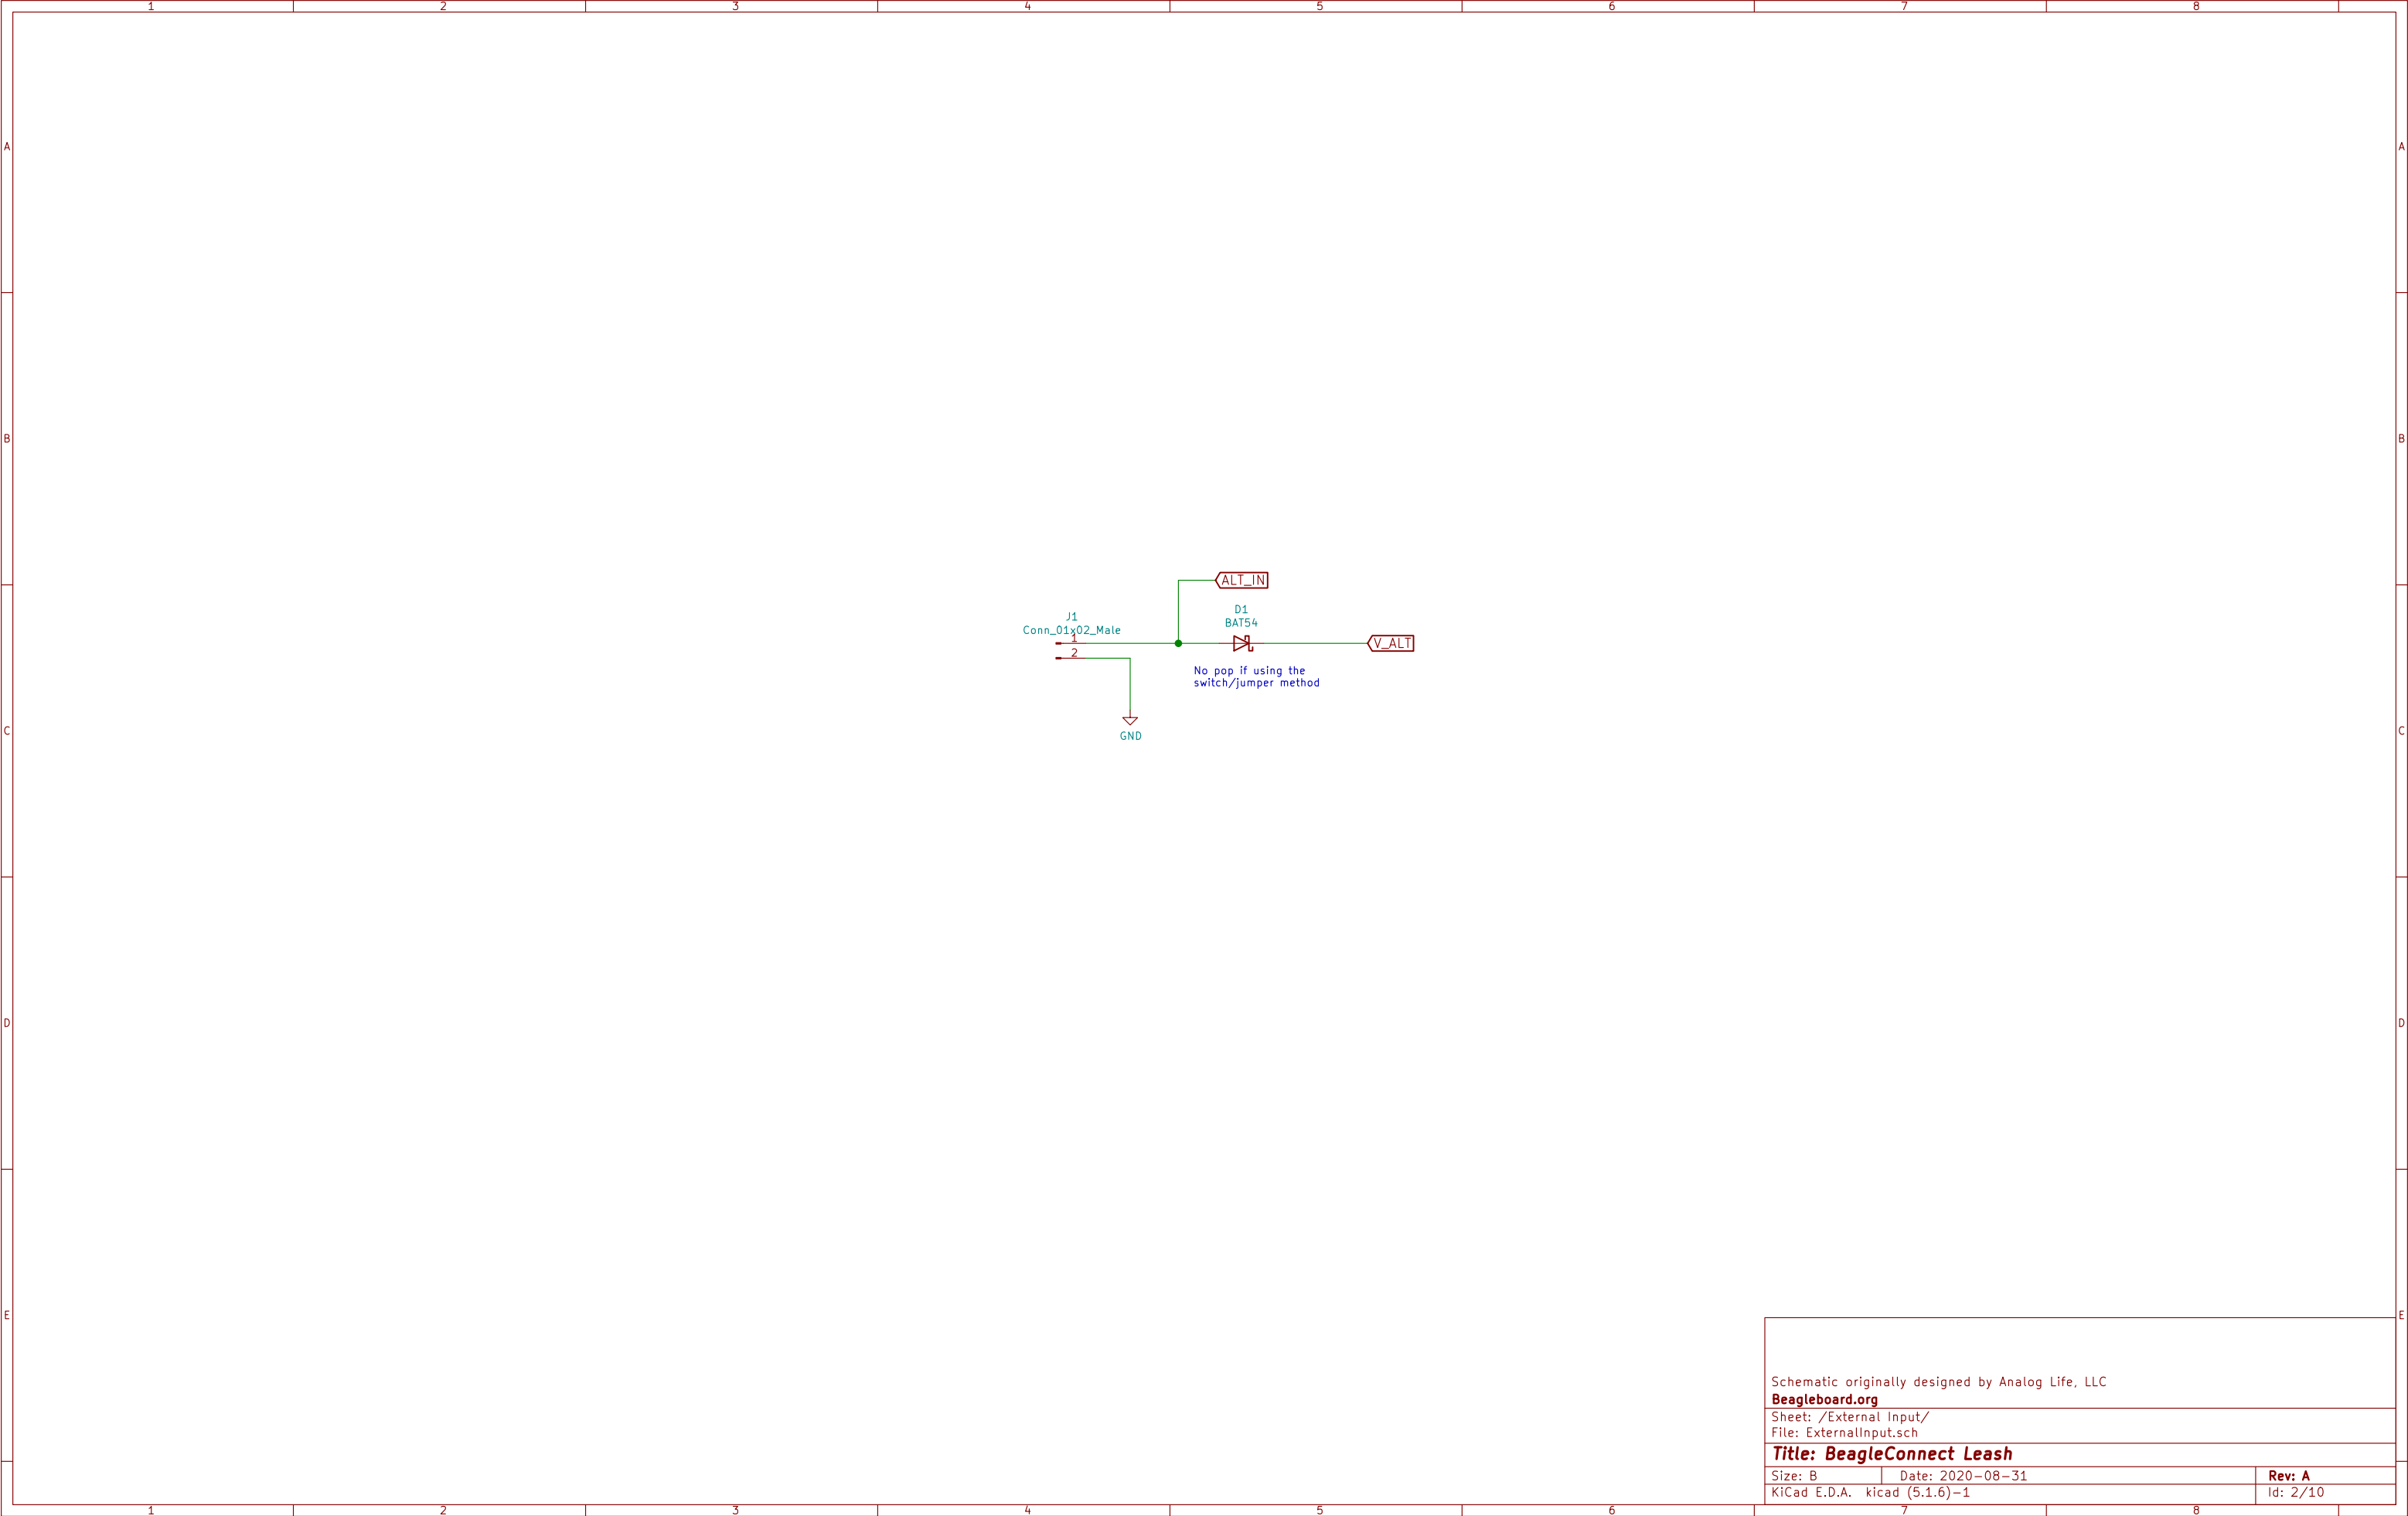 1 2 3 4 5 6 7 8
A A
B B
ALT_IN
D1
BAT54
J1
Conn_01x02_Male
1
2
V_ALT
No pop if using the
switch/jumper method
GND
C C
D D
E E
Schematic originally designed by Analog Life, LLC
Beagleboard.org
Sheet: /External Input/
File: ExternalInput.sch
Title: BeagleConnect Leash
Size: B Date: 2020-08-31 Rev: A
KiCad E.D.A. kicad (5.1.6)-1 Id: 2/10
1 2 3 4 5 6 7 8